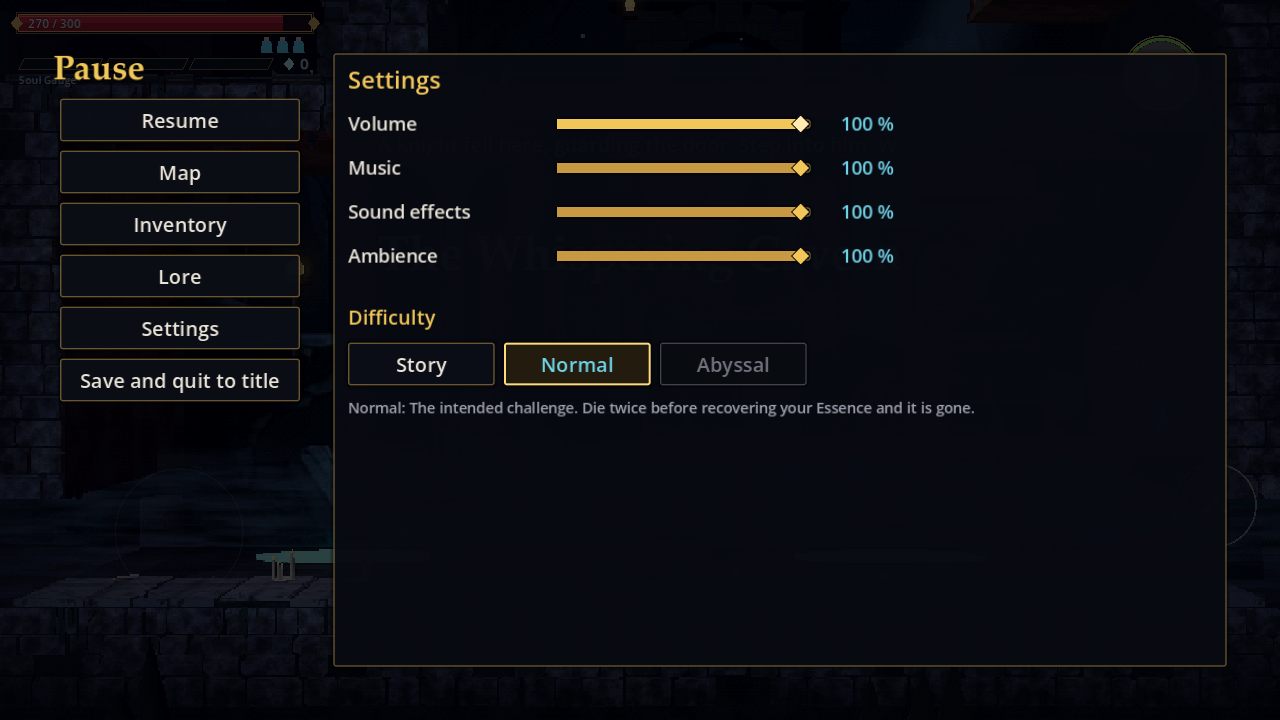 270 / 300
0
Soul Gauge
Pause
Resume
Map
Inventory
Lore
Settings
Save and quit to title
Settings
Volume 100 %
Music 100 %
Sound effects 100 %
Ambience 100 %
Difficulty
Story Normal Abyssal
Normal: The intended challenge. Die twice before recovering your Essence and it is gone.